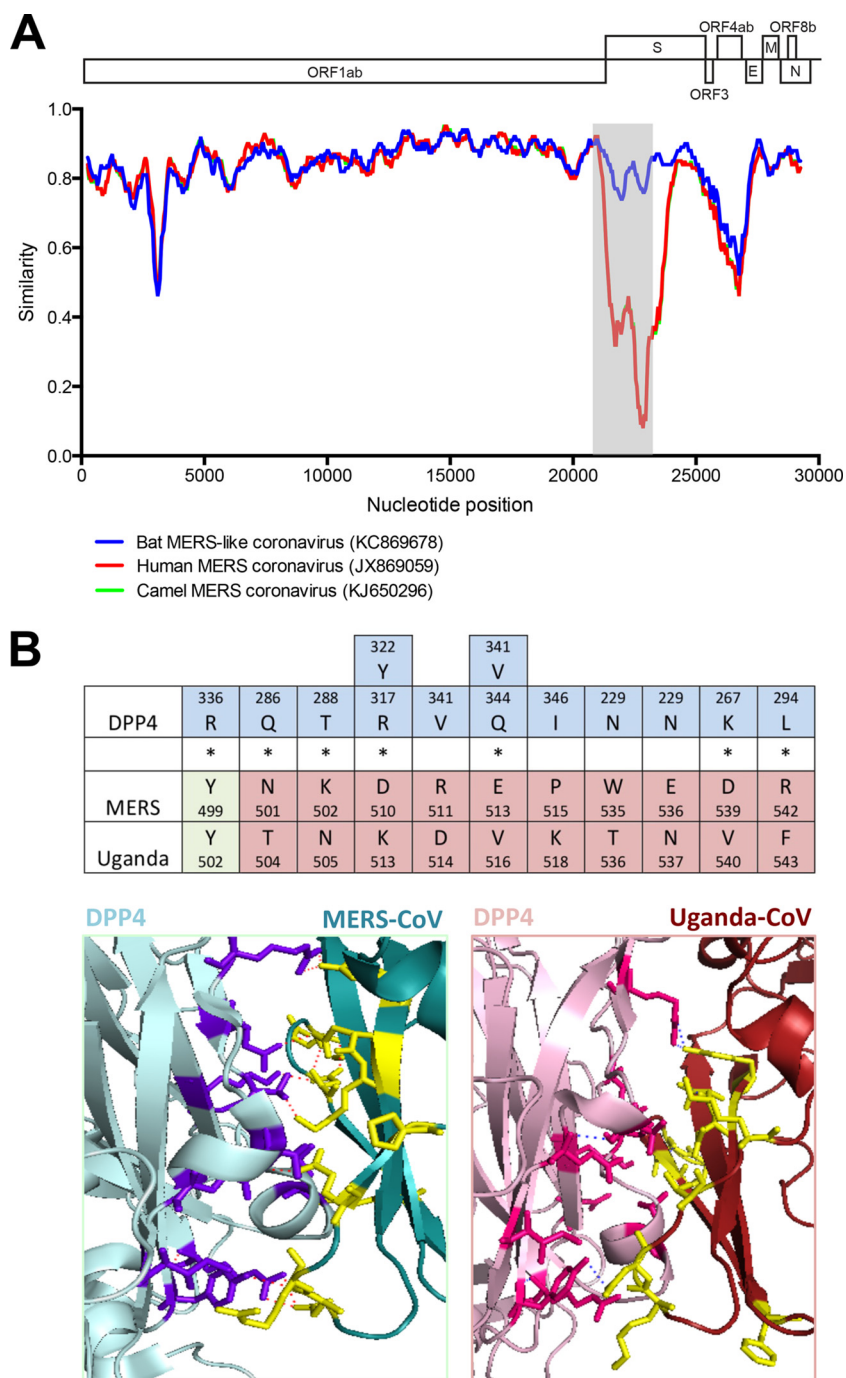 A
ORF4ab ORF8b
S M
ORF1ab E N
ORF3
1.0
0.8
0.6
0.4
0.2
0.0
Similarity
0 5000 10000 15000 20000 25000 30000
Nucleotide position
Bat MERS-like coronavirus (KC869678)
Human MERS coronavirus (JX869059)
Camel MERS coronavirus (KJ650296)
B
322 341
Y V
336 286 288 317 341 344 346 229 229 267 294
DPP4 R Q T R V Q I N N K L
* * * * * * *
MERS Y N K D R E P W E D R
499 501 502 510 511 513 515 535 536 539 542
Uganda Y T N K D V K T N V F
502 504 505 513 514 516 518 536 537 540 543
DPP4 MERS-CoV DPP4 Uganda-CoV